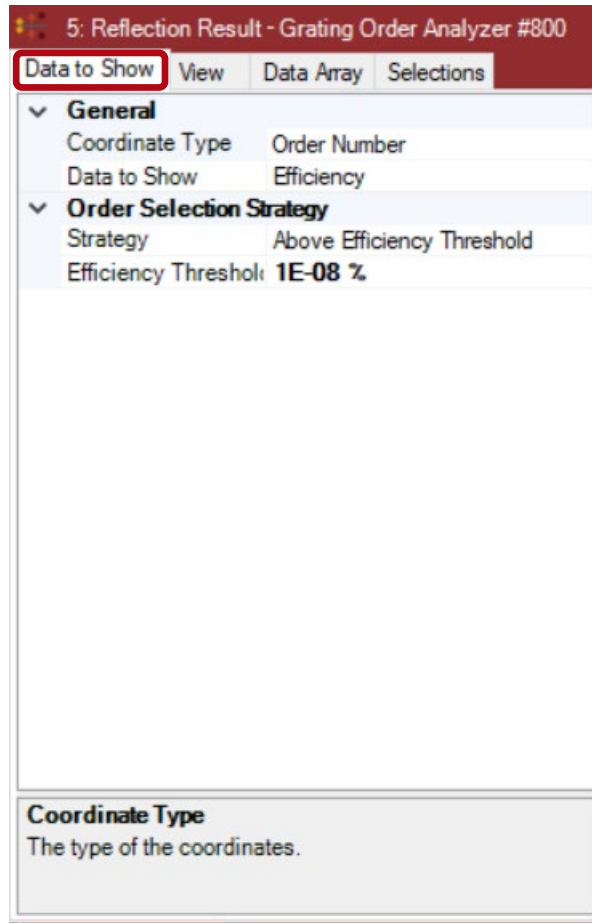 5: Reflection Result - Grating Order Analyzer #800
Data to Show View Data Array Selections
General
Coordinate Type Order Number
Data to Show Efficiency
Order Selection Strategy
Strategy Above Efficiency Threshold
Efficiency Threshol 1E-08 %
Coordinate Type
The type of the coordinates.